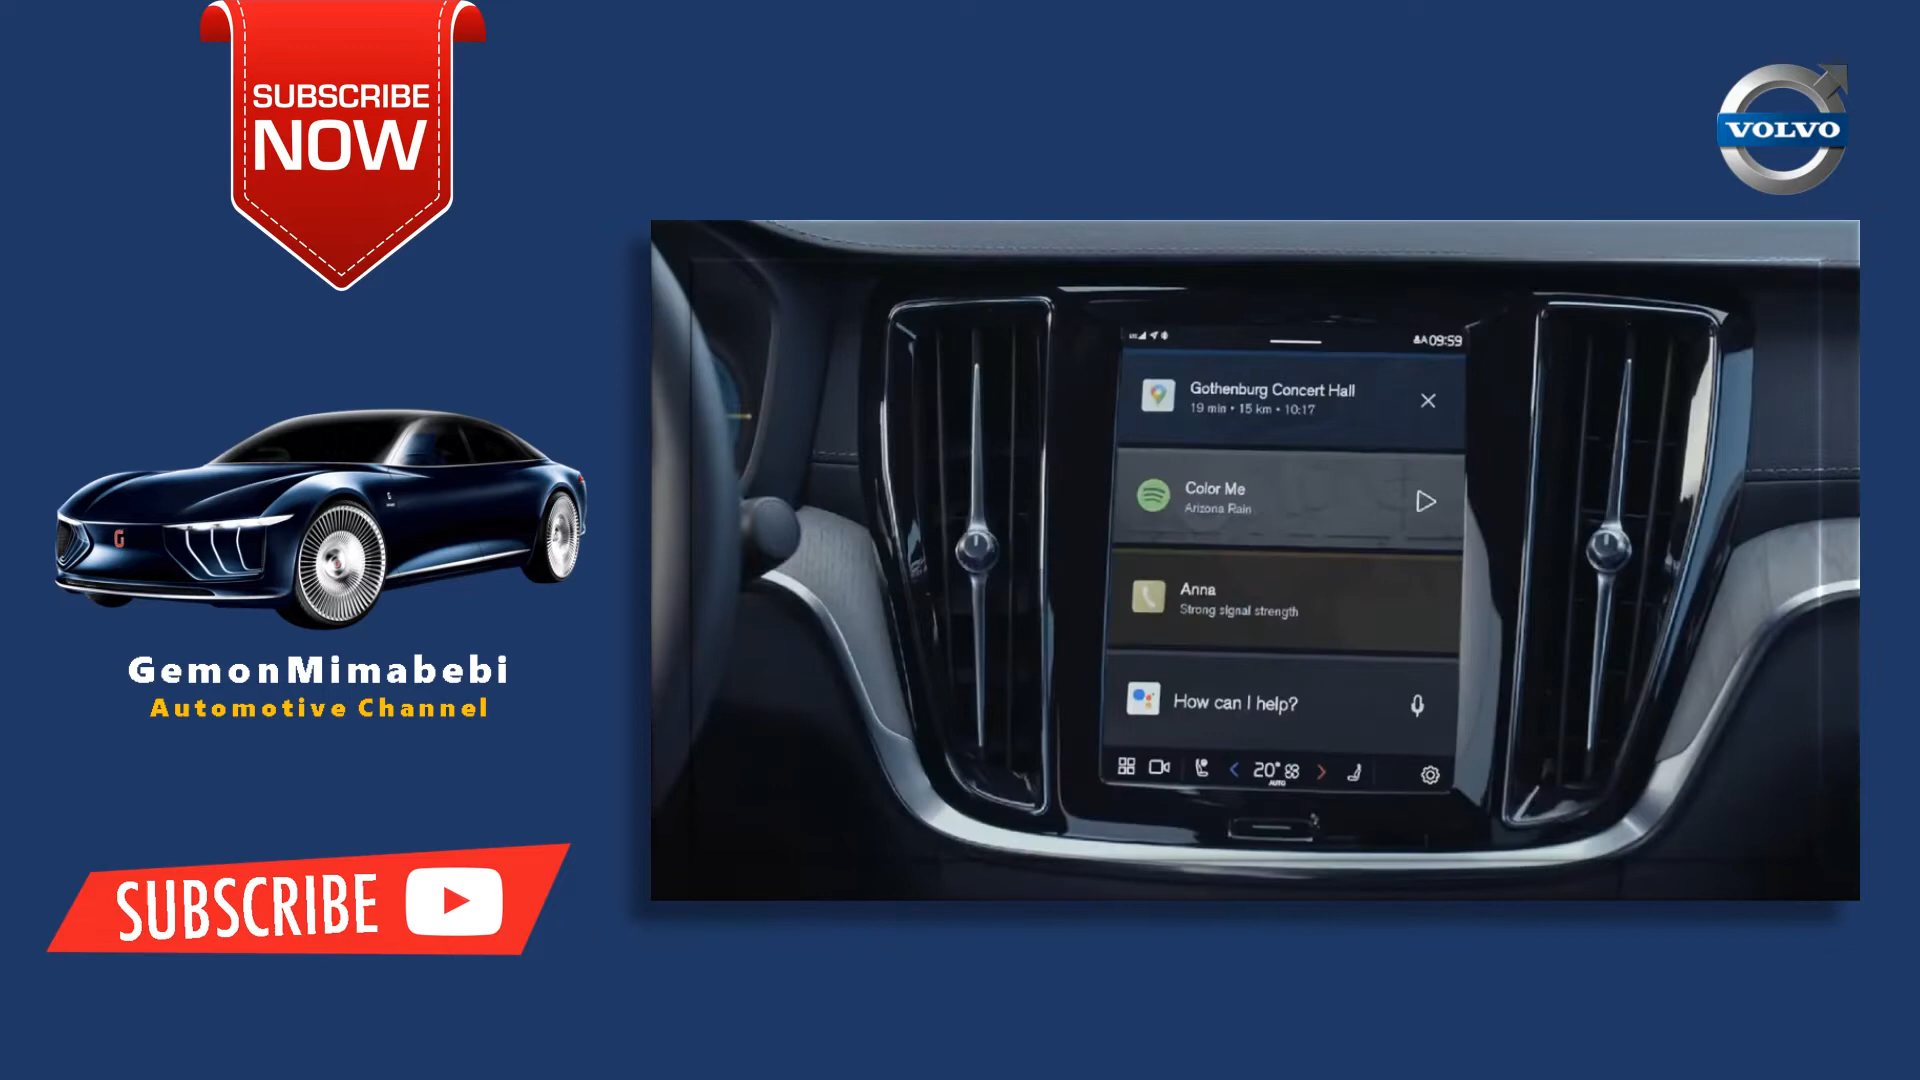 SUBSCRIBE
NOW
VOLVO
09:59
Gothenburg Concert Hall
19 min • 15 km • 10:17
Color Me
Arizona Rain
Anna
Strong signal strength
How can I help?
20°
AUTO
G
GemonMimabebi
Automotive Channel
SUBSCRIBE